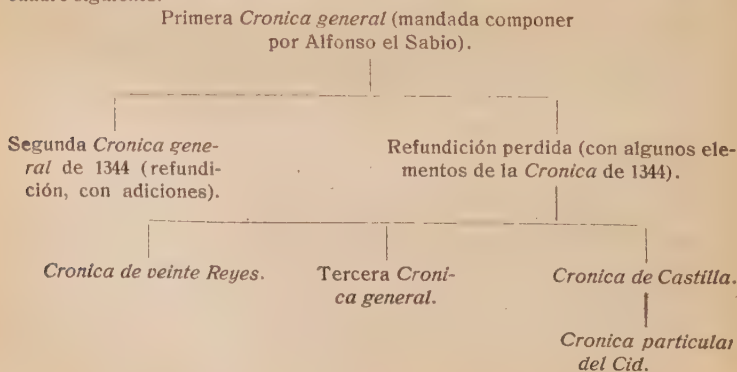 Primera Cronica general (mandada componer
por Alfonso el Sabio).
Segunda Cronica gene-
ral de 1344 (refundi-
ción, con adiciones).
Refundición perdida (con algunos ele-
mentos de la Cronica de 1344).
Cronica de veinte Reyes.
Tercera Croni-
ca general.
Cronica de Castilla.
Cronica particular
del Cid.